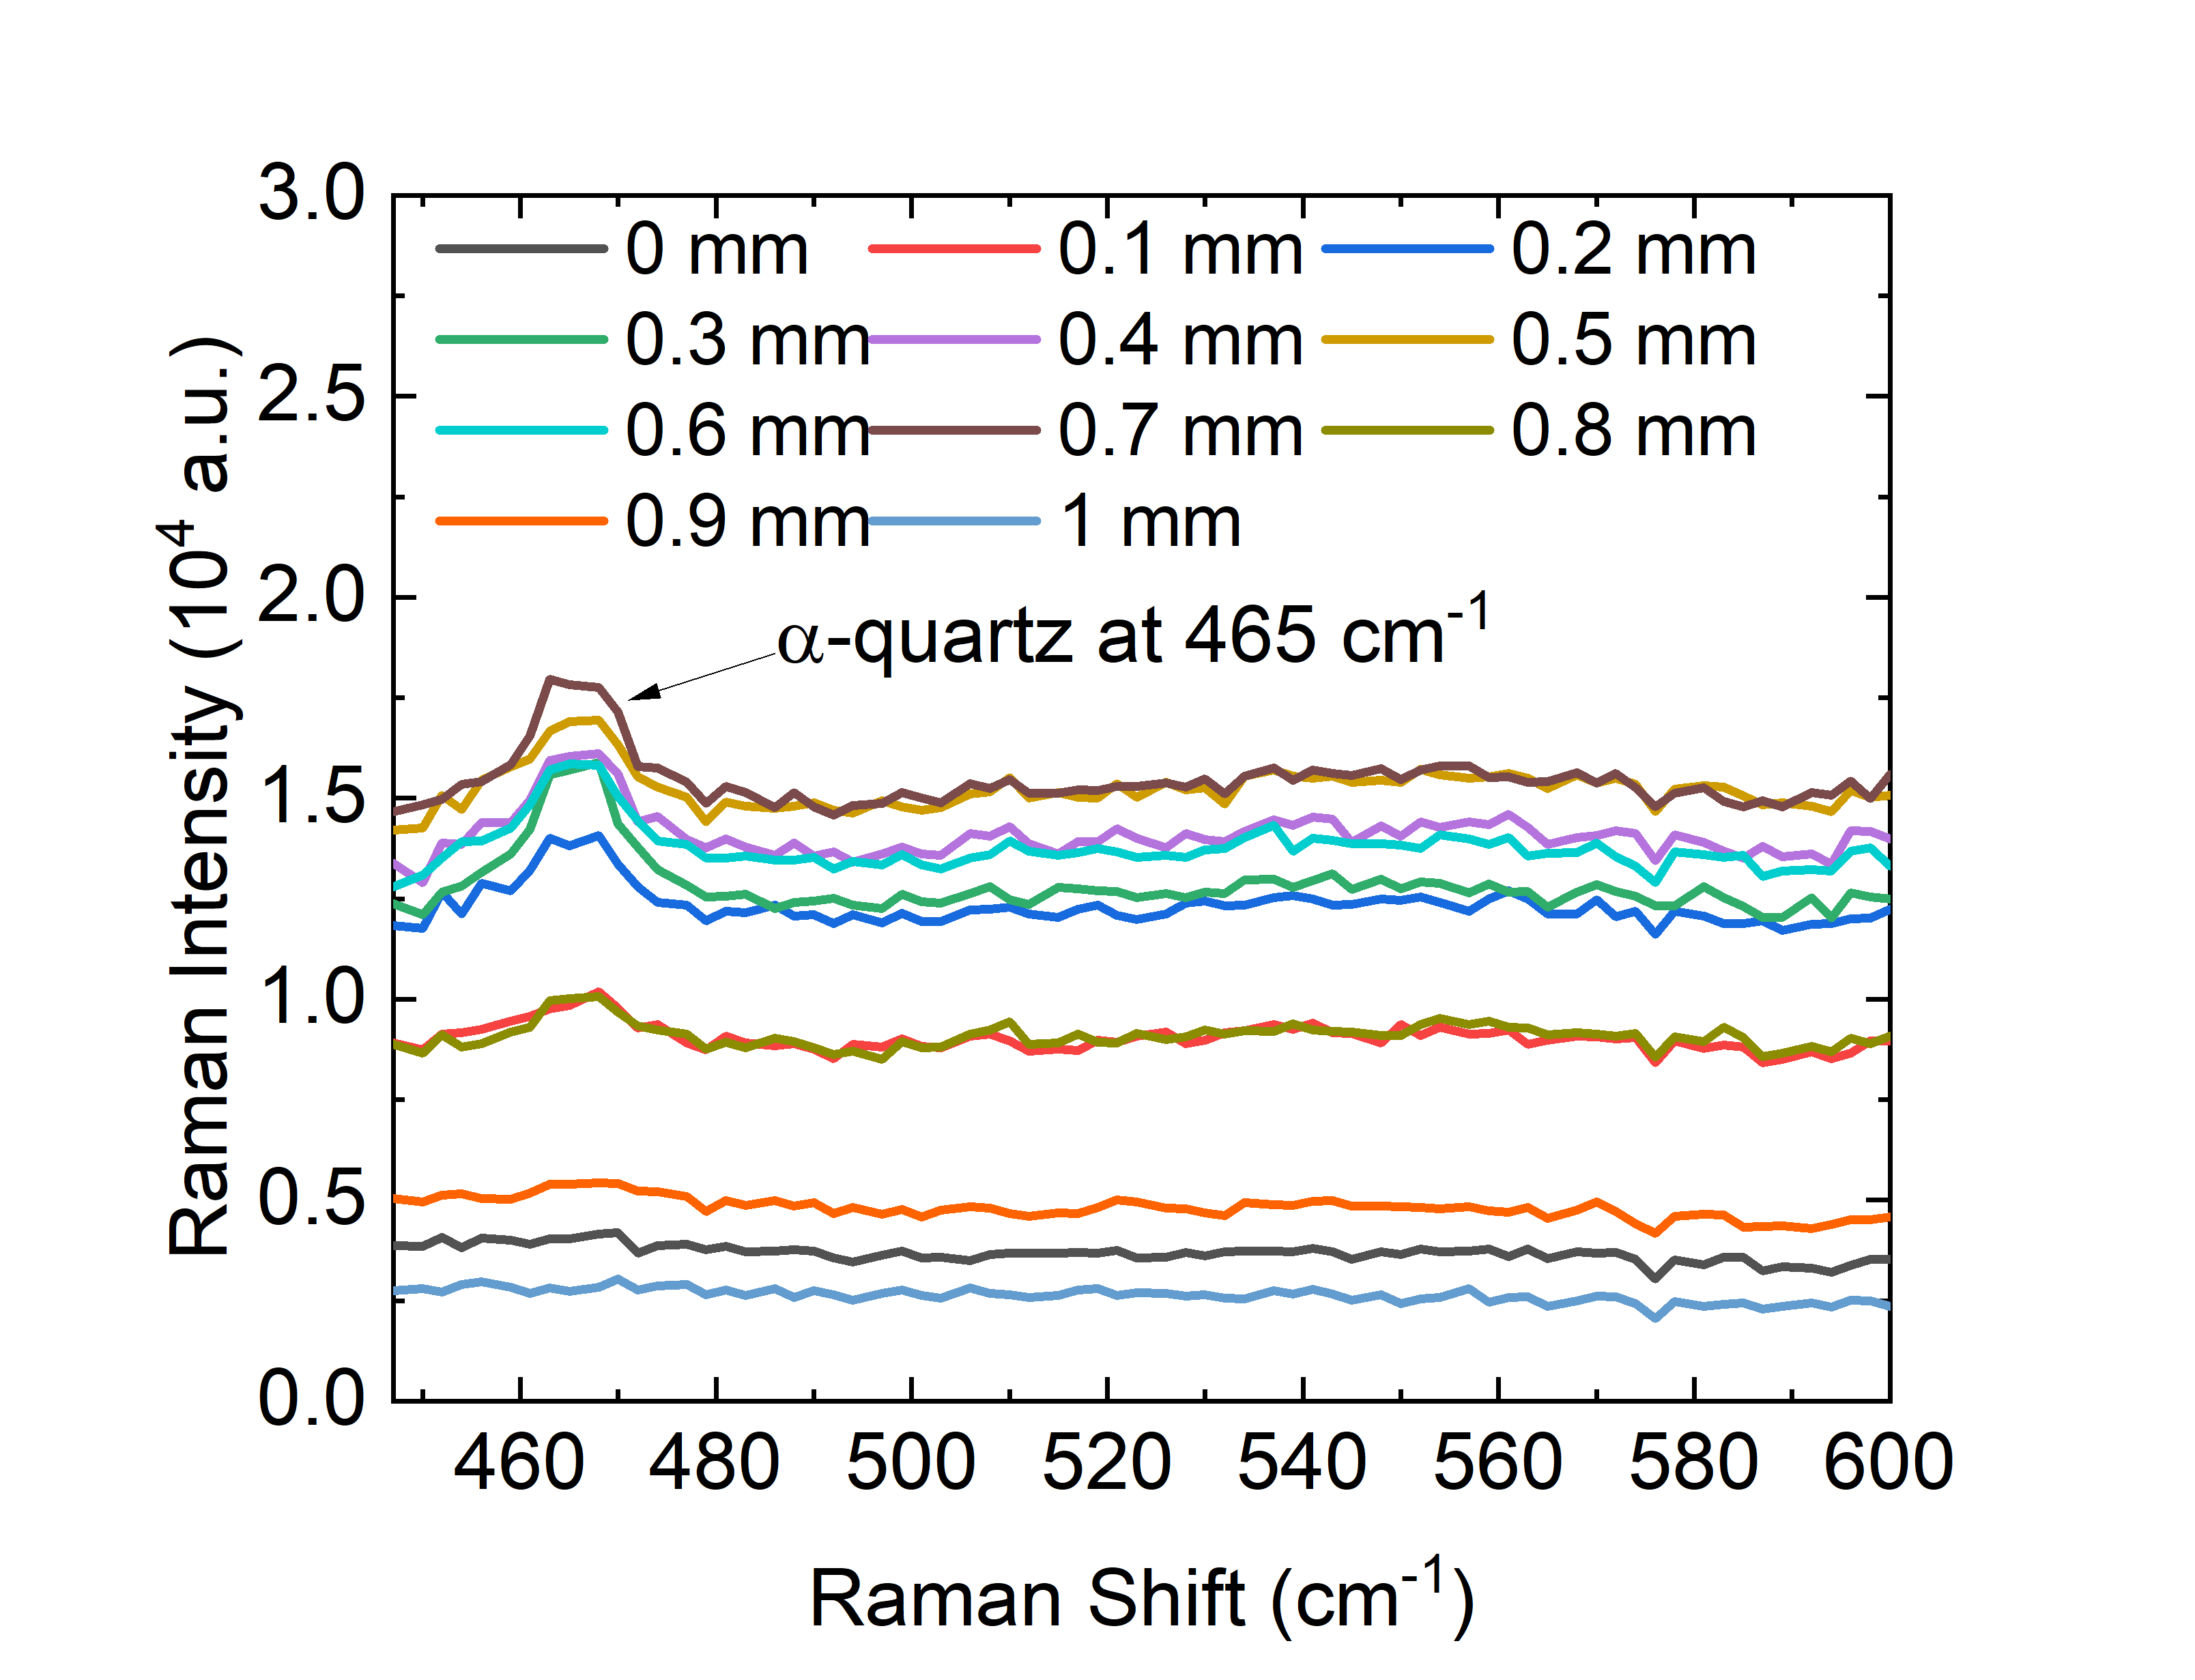 3.0
2.5
2.0
1.5
1.0
0.5
0.0
Raman Intensity (10⁴ a.u.)
0 mm 0.1 mm 0.2 mm
0.3 mm 0.4 mm 0.5 mm
0.6 mm 0.7 mm 0.8 mm
0.9 mm 1 mm
α-quartz at 465 cm⁻¹
460 480 500 520 540 560 580 600
Raman Shift (cm⁻¹)